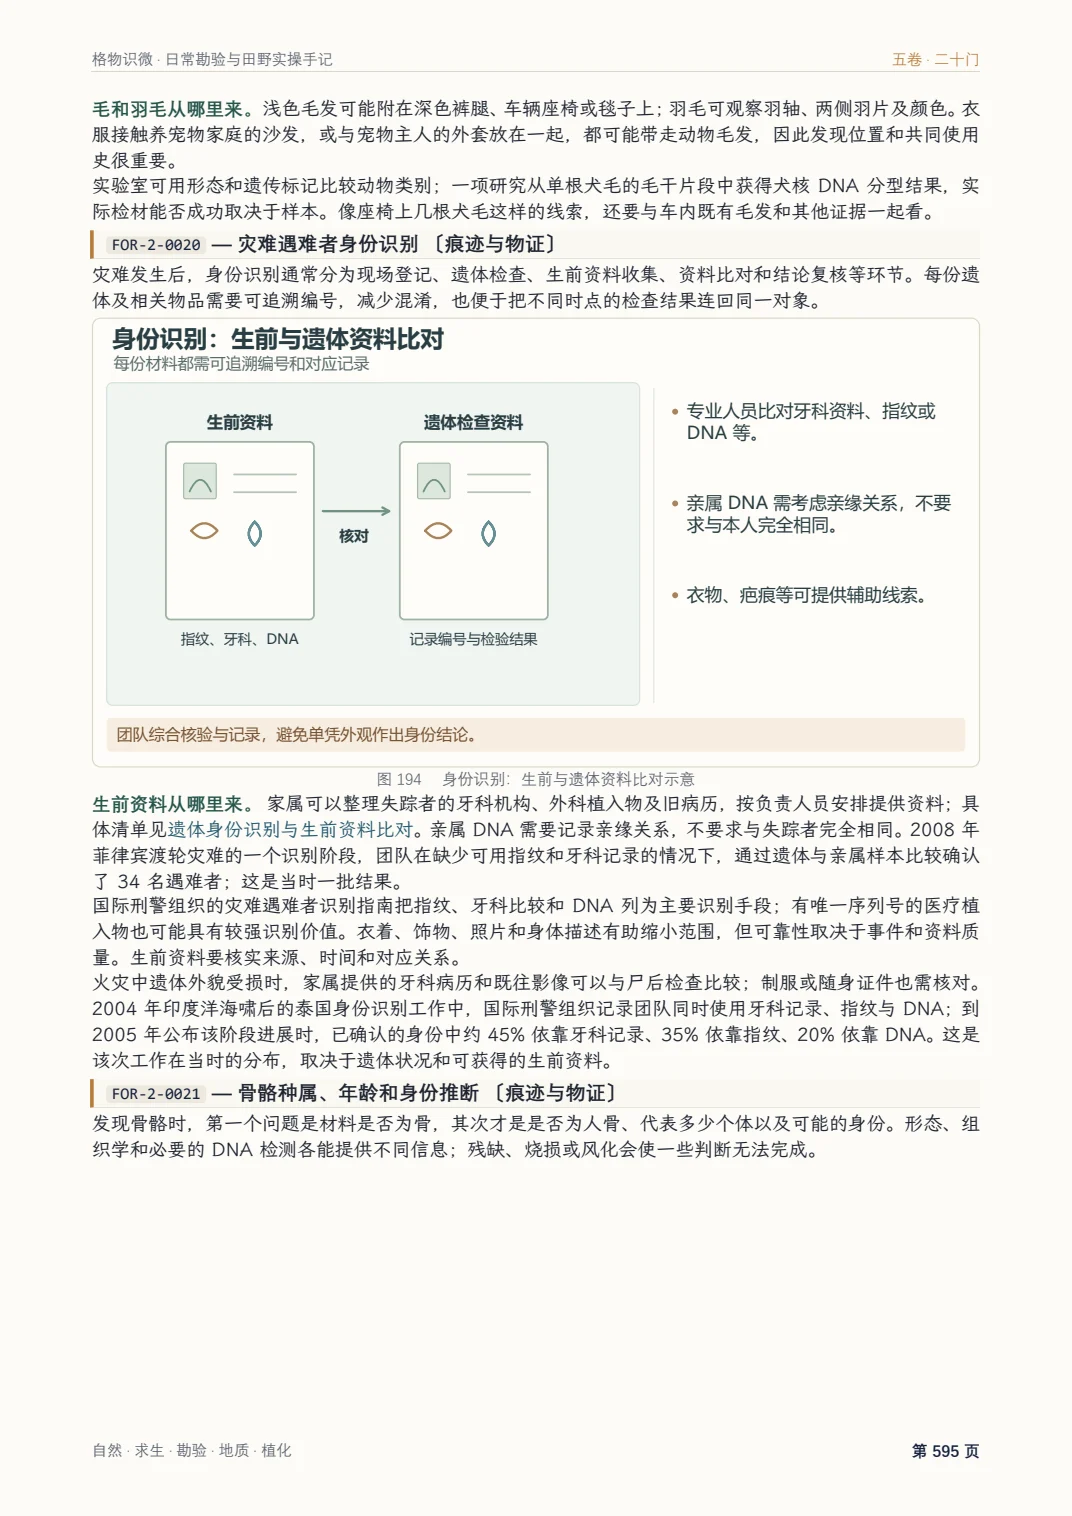 格物识微 · 日常勘验与田野实操手记
五卷 · 二十门
毛和羽毛从哪里来。浅色毛发可能附在深色裤腿、车辆座椅或毯子上；羽毛可观察羽轴、两侧羽片及颜色。衣
服接触养宠物家庭的沙发，或与宠物主人的外套放在一起，都可能带走动物毛发，因此发现位置和共同使用
史很重要。
实验室可用形态和遗传标记比较动物类别；一项研究从单根犬毛的毛干片段中获得犬核 DNA 分型结果，实
际检材能否成功取决于样本。像座椅上几根犬毛这样的线索，还要与车内既有毛发和其他证据一起看。
FOR-2-0020 — 灾难遇难者身份识别 〔痕迹与物证〕
灾难发生后，身份识别通常分为现场登记、遗体检查、生前资料收集、资料比对和结论复核等环节。每份遗
体及相关物品需要可追溯编号，减少混淆，也便于把不同时点的检查结果连回同一对象。
身份识别：生前与遗体资料比对
每份材料都需可追溯编号和对应记录
生前资料
遗体检查资料
核对
指纹、牙科、DNA
记录编号与检验结果
• 专业人员比对牙科资料、指纹或
DNA 等。
• 亲属 DNA 需考虑亲缘关系，不要
求与本人完全相同。
• 衣物、疤痕等可提供辅助线索。
团队综合核验与记录，避免单凭外观作出身份结论。
图 194 身份识别：生前与遗体资料比对示意
生前资料从哪里来。 家属可以整理失踪者的牙科机构、外科植入物及旧病历，按负责人员安排提供资料；具
体清单见遗体身份识别与生前资料比对。亲属 DNA 需要记录亲缘关系，不要求与失踪者完全相同。2008 年
菲律宾渡轮灾难的一个识别阶段，团队在缺少可用指纹和牙科记录的情况下，通过遗体与亲属样本比较确认
了 34 名遇难者；这是当时一批结果。
国际刑警组织的灾难遇难者识别指南把指纹、牙科比较和 DNA 列为主要识别手段；有唯一序列号的医疗植
入物也可能具有较强识别价值。衣着、饰物、照片和身体描述有助缩小范围，但可靠性取决于事件和资料质
量。生前资料要核实来源、时间和对应关系。
火灾中遗体外貌受损时，家属提供的牙科病历和既往影像可以与尸后检查比较；制服或随身证件也需核对。
2004 年印度洋海啸后的泰国身份识别工作中，国际刑警组织记录团队同时使用牙科记录、指纹与 DNA；到
2005 年公布该阶段进展时，已确认的身份中约 45% 依靠牙科记录、35% 依靠指纹、20% 依靠 DNA。这是
该次工作在当时的分布，取决于遗体状况和可获得的生前资料。
FOR-2-0021 — 骨骼种属、年龄和身份推断 〔痕迹与物证〕
发现骨骼时，第一个问题是材料是否为骨，其次才是是否为人骨、代表多少个体以及可能的身份。形态、组
织学和必要的 DNA 检测各能提供不同信息；残缺、烧损或风化会使一些判断无法完成。
自然 · 求生 · 勘验 · 地质 · 植化
第 595 页